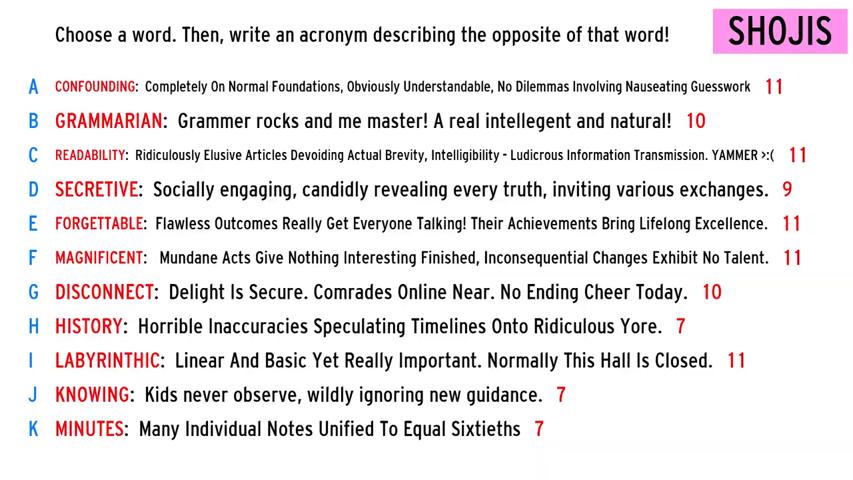 Choose a word. Then, write an acronym describing the opposite of that word!
SHOJIS
A CONFOUNDING: Completely On Normal Foundations, Obviously Understandable, No Dilemmas Involving Nauseating Guesswork 11
B GRAMMARIAN: Grammer rocks and me master! A real intellegent and natural! 10
C READABILITY: Ridiculously Elusive Articles Devoiding Actual Brevity, Intelligibility - Ludicrous Information Transmission. YAMMER >:( 11
D SECRETIVE: Socially engaging, candidly revealing every truth, inviting various exchanges. 9
E FORGETTABLE: Flawless Outcomes Really Get Everyone Talking! Their Achievements Bring Lifelong Excellence. 11
F MAGNIFICENT: Mundane Acts Give Nothing Interesting Finished, Inconsequential Changes Exhibit No Talent. 11
G DISCONNECT: Delight Is Secure. Comrades Online Near. No Ending Cheer Today. 10
H HISTORY: Horrible Inaccuracies Speculating Timelines Onto Ridiculous Yore. 7
I LABYRINTHIC: Linear And Basic Yet Really Important. Normally This Hall Is Closed. 11
J KNOWING: Kids never observe, wildly ignoring new guidance. 7
K MINUTES: Many Individual Notes Unified To Equal Sixtieths 7